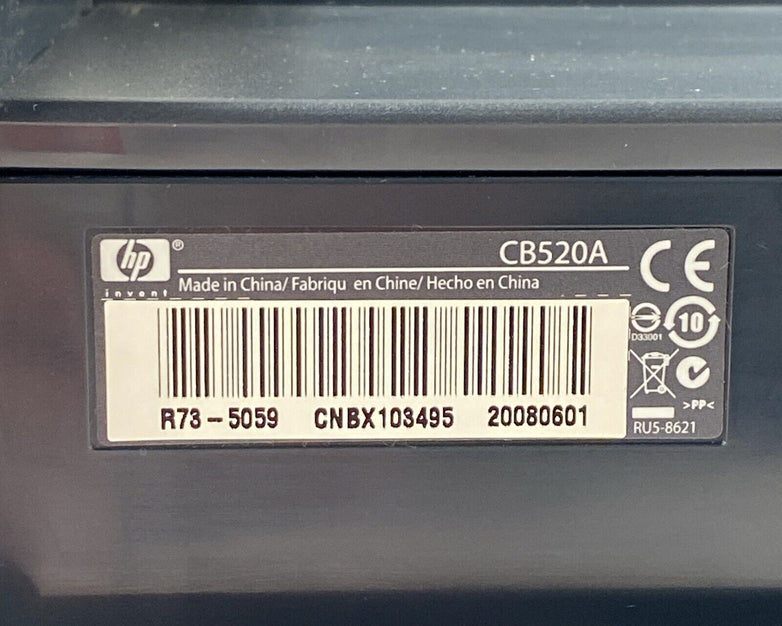 hp ® CB520A CE
invent Made in China/ Fabriqu en Chine/ Hecho en China
10
D33001
R73-5059 CNBX103495 20080601
>PP<
RU5-8621